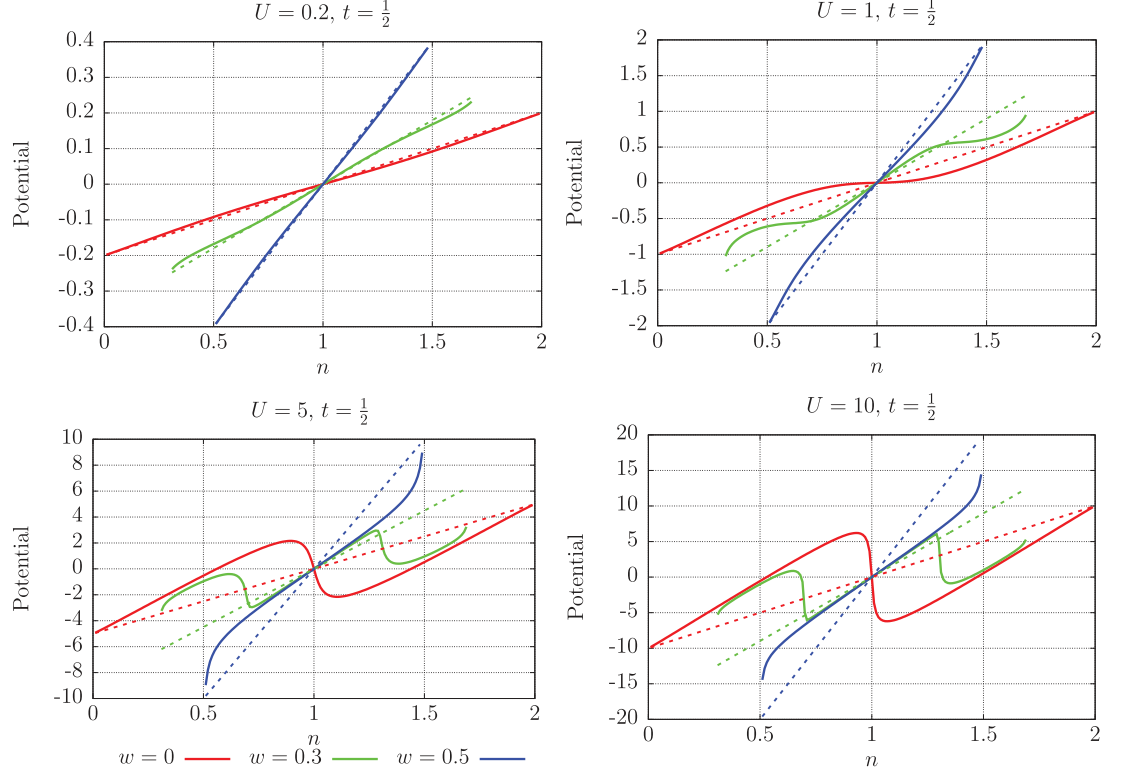 U = 0.2, t = 1/2
0.4
0.3
0.2
0.1
0
-0.1
-0.2
-0.3
-0.4
Potential
0 0.5 1 1.5 2
n
U = 1, t = 1/2
2
1.5
1
0.5
0
-0.5
-1
-1.5
-2
Potential
0 0.5 1 1.5 2
n
U = 5, t = 1/2
10
8
6
4
2
0
-2
-4
-6
-8
-10
Potential
0 0.5 1 1.5 2
n
U = 10, t = 1/2
20
15
10
5
0
-5
-10
-15
-20
Potential
0 0.5 1 1.5 2
n
w = 0 w = 0.3 w = 0.5